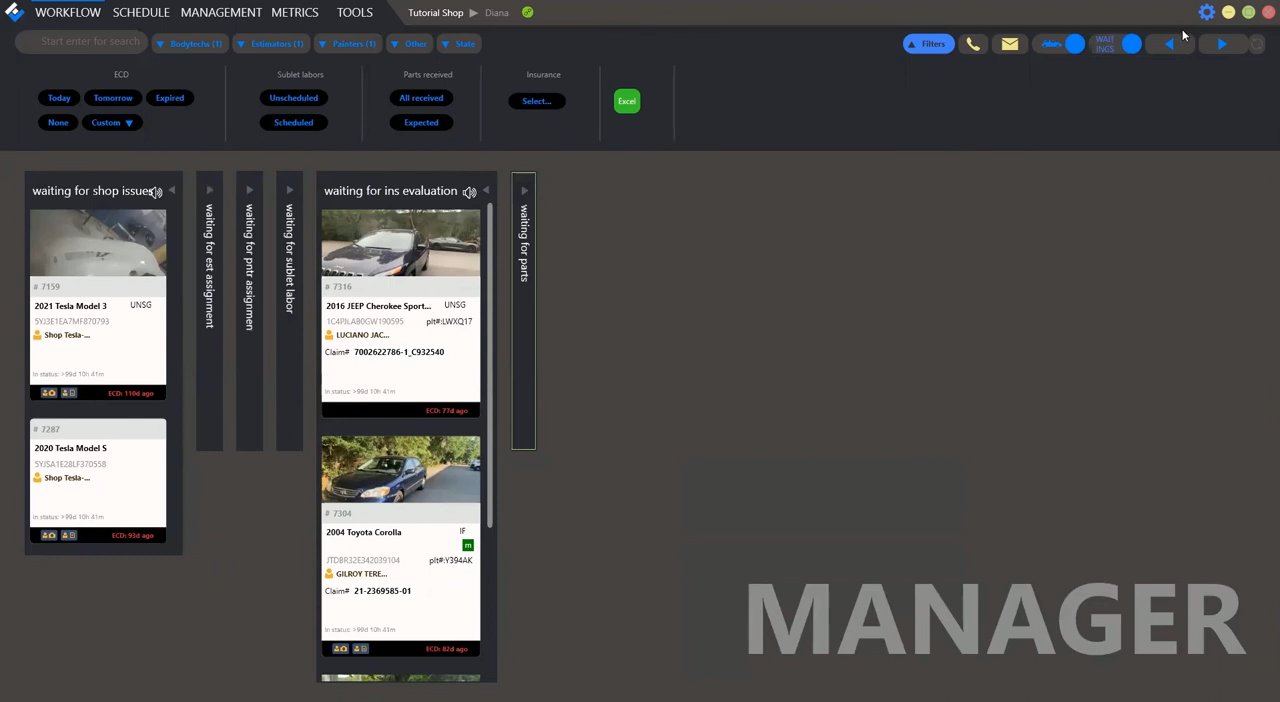 WORKFLOW SCHEDULE MANAGEMENT METRICS TOOLS Tutorial Shop Diana
Start enter for search Bodytechs (1) Estimators (1) Painters (1) Other State Filters WAIT
INGS
ECD Sublet labors Parts received Insurance
Today Tomorrow Expired Unscheduled All received Select... Excel
None Custom Scheduled Expected
waiting for shop issues
# 7159
2021 Tesla Model 3 UNSG
5YJ3E1EA7MF870793
Shop Tesla-...
In status: >99d 10h 41m
ECD: 110d ago
# 7287
2020 Tesla Model S
5YJSA1E28LF370558
Shop Tesla-...
In status: >99d 10h 41m
ECD: 93d ago
waiting for est assignment
waiting for pntr assignmen
waiting for sublet labor
waiting for ins evaluation
# 7316
2016 JEEP Cherokee Sport... UNSG
1C4PJLAB0GW190595 plt#:LWXQ17
LUCIANO JAC...
Claim# 7002622786-1_C932540
In status: >99d 10h 41m
ECD: 77d ago
# 7304
2004 Toyota Corolla IF
m
JTDBR32E342039104 plt#:Y394AK
GILROY TERE...
Claim# 21-2369585-01
In status: >99d 10h 41m
ECD: 82d ago
waiting for parts
MANAGER